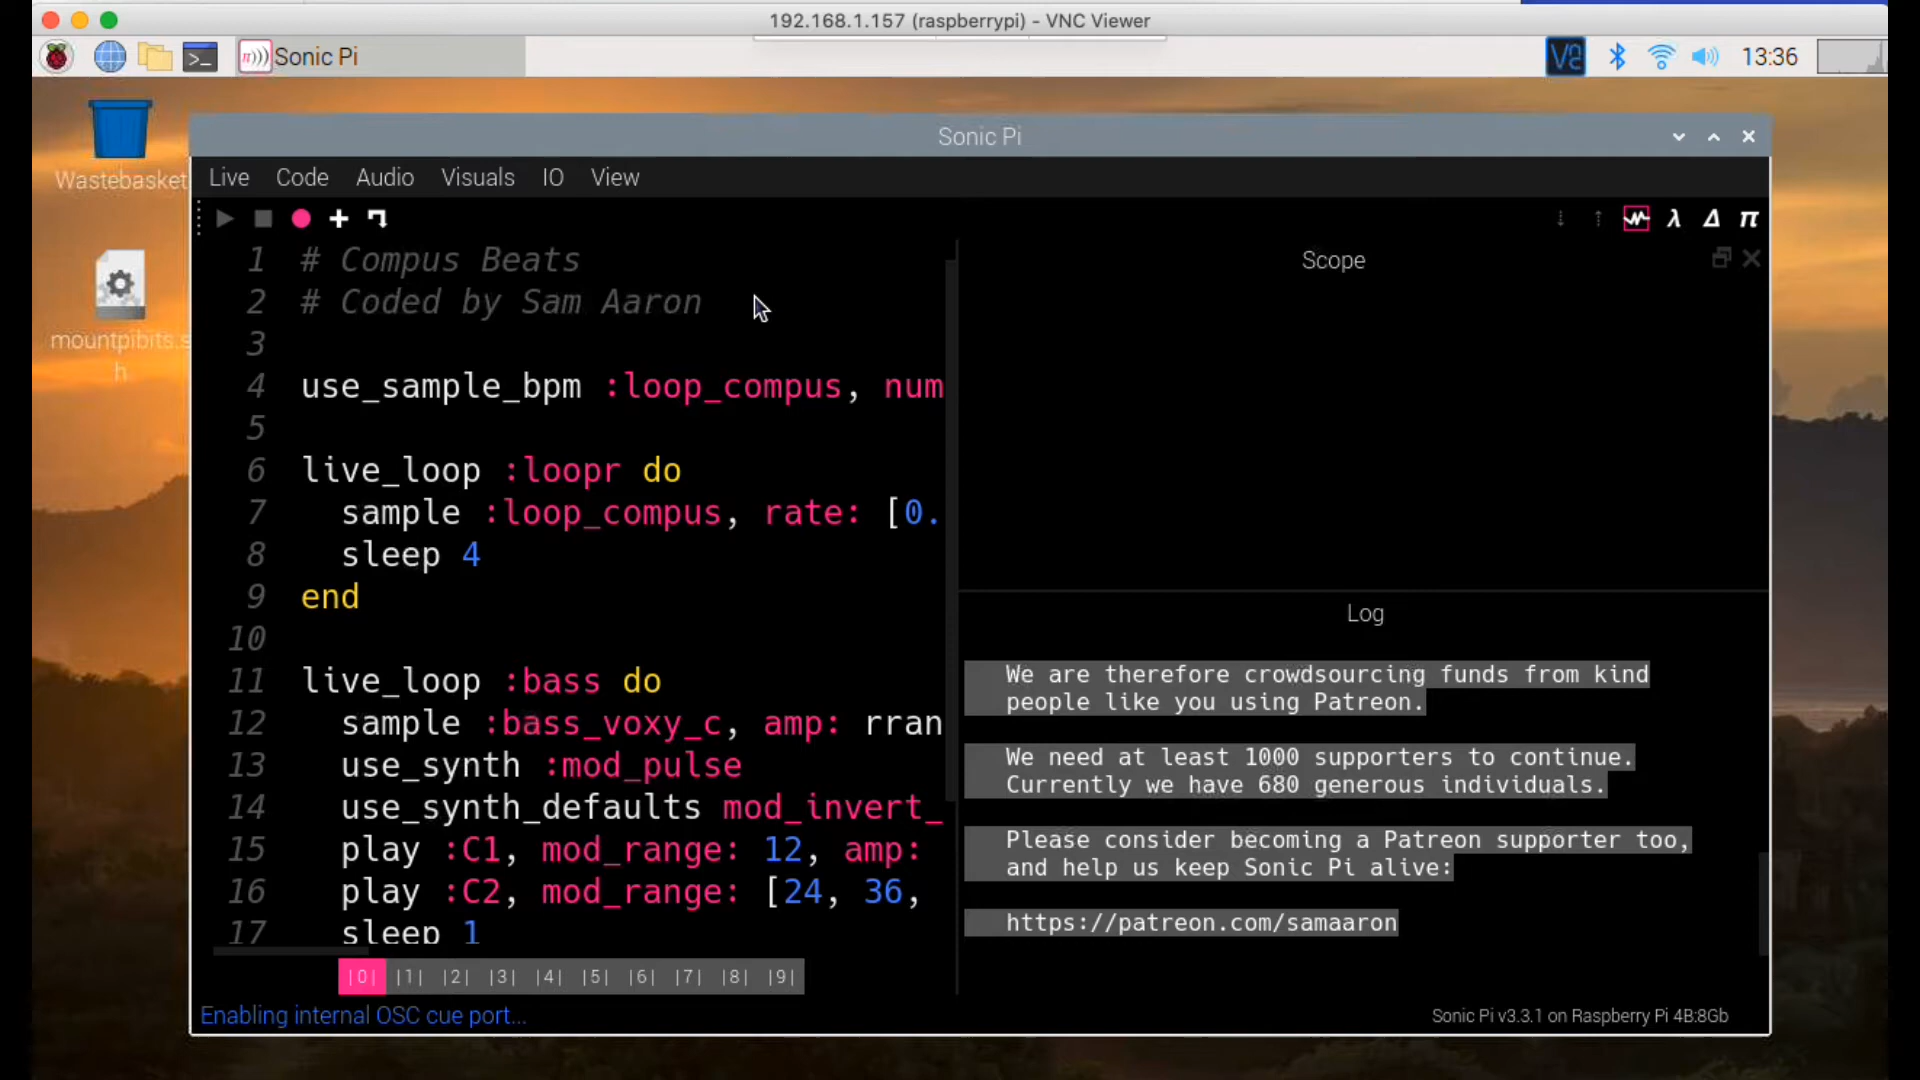 192.168.1.157 (raspberrypi) - VNC Viewer
Sonic Pi
13:36
Wastebasket
mountpibits.s
h
Sonic Pi
Live Code Audio Visuals IO View
1 # Compus Beats
2 # Coded by Sam Aaron
3
4 use_sample_bpm :loop_compus, num
5
6 live_loop :loopr do
7 sample :loop_compus, rate: [0.
8 sleep 4
9 end
10
11 live_loop :bass do
12 sample :bass_voxy_c, amp: rran
13 use_synth :mod_pulse
14 use_synth_defaults mod_invert_
15 play :C1, mod_range: 12, amp:
16 play :C2, mod_range: [24, 36,
17 sleep 1
|0| |1| |2| |3| |4| |5| |6| |7| |8| |9|
Enabling internal OSC cue port...
λ Δ π
Scope
Log
We are therefore crowdsourcing funds from kind
people like you using Patreon.
We need at least 1000 supporters to continue.
Currently we have 680 generous individuals.
Please consider becoming a Patreon supporter too,
and help us keep Sonic Pi alive:
https://patreon.com/samaaron
Sonic Pi v3.3.1 on Raspberry Pi 4B:8Gb